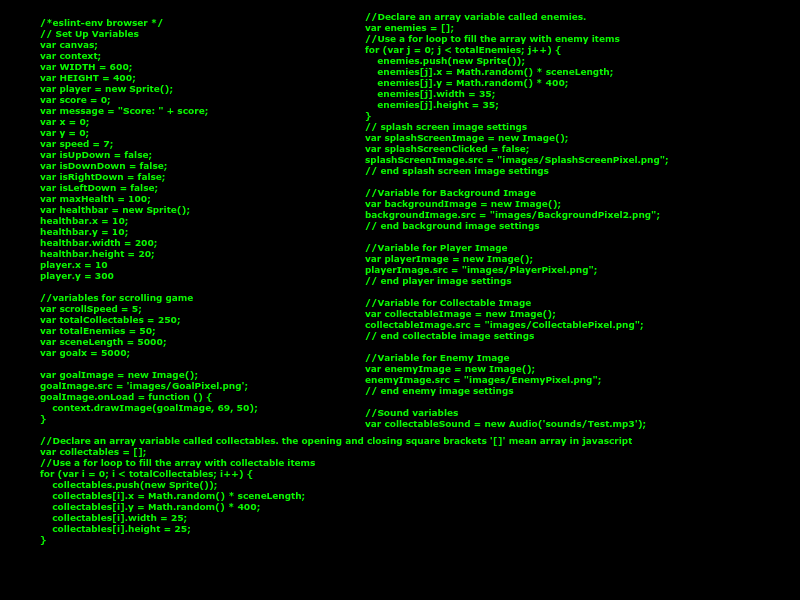 /*eslint-env browser */
// Set Up Variables
var canvas;
var context;
var WIDTH = 600;
var HEIGHT = 400;
var player = new Sprite();
var score = 0;
var message = "Score: " + score;
var x = 0;
var y = 0;
var speed = 7;
var isUpDown = false;
var isDownDown = false;
var isRightDown = false;
var isLeftDown = false;
var maxHealth = 100;
var healthbar = new Sprite();
healthbar.x = 10;
healthbar.y = 10;
healthbar.width = 200;
healthbar.height = 20;
player.x = 10
player.y = 300

//variables for scrolling game
var scrollSpeed = 5;
var totalCollectables = 250;
var totalEnemies = 50;
var sceneLength = 5000;
var goalx = 5000;

var goalImage = new Image();
goalImage.src = 'images/GoalPixel.png';
goalImage.onLoad = function () {
    context.drawImage(goalImage, 69, 50);
}

//Declare an array variable called collectables. the opening and closing square brackets '[]' mean array in javascript
var collectables = [];
//Use a for loop to fill the array with collectable items
for (var i = 0; i < totalCollectables; i++) {
    collectables.push(new Sprite());
    collectables[i].x = Math.random() * sceneLength;
    collectables[i].y = Math.random() * 400;
    collectables[i].width = 25;
    collectables[i].height = 25;
}

//Declare an array variable called enemies.
var enemies = [];
//Use a for loop to fill the array with enemy items
for (var j = 0; j < totalEnemies; j++) {
    enemies.push(new Sprite());
    enemies[j].x = Math.random() * sceneLength;
    enemies[j].y = Math.random() * 400;
    enemies[j].width = 35;
    enemies[j].height = 35;
}
// splash screen image settings
var splashScreenImage = new Image();
var splashScreenClicked = false;
splashScreenImage.src = "images/SplashScreenPixel.png";
// end splash screen image settings

//Variable for Background Image
var backgroundImage = new Image();
backgroundImage.src = "images/BackgroundPixel2.png";
// end background image settings

//Variable for Player Image
var playerImage = new Image();
playerImage.src = "images/PlayerPixel.png";
// end player image settings

//Variable for Collectable Image
var collectableImage = new Image();
collectableImage.src = "images/CollectablePixel.png";
// end collectable image settings

//Variable for Enemy Image
var enemyImage = new Image();
enemyImage.src = "images/EnemyPixel.png";
// end enemy image settings

//Sound variables
var collectableSound = new Audio('sounds/Test.mp3');